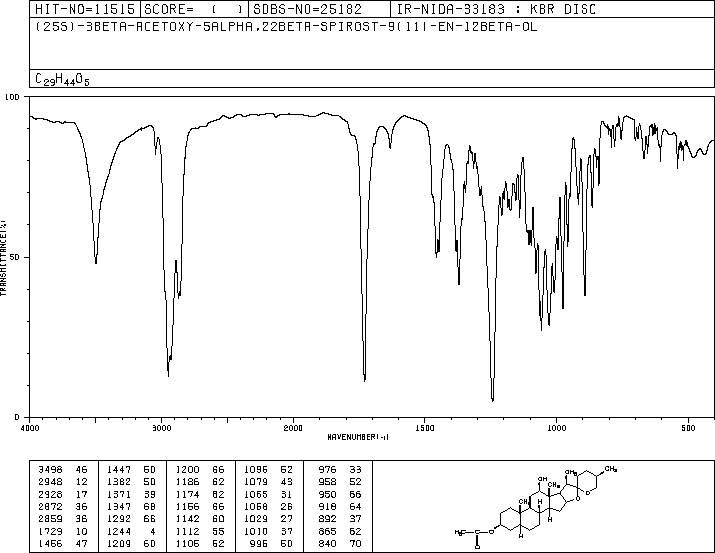 HIT-NO=11515 SCORE= ( ) SDBS-NO=25182 IR-NIDA-33183 : KBR DISC
(25S)-3BETA-ACETOXY-5ALPHA,22BETA-SPIROST-9(11)-EN-12BETA-OL
C29H44O5
100
50
0
TRANSMITTANCE(%)
4000 3000 2000 1500 1000 500
WAVENUMBER(-1)
3498 46 1447 50 1200 66 1096 52 976 33
2948 12 1382 50 1186 62 1079 43 958 52
2928 17 1371 39 1174 62 1065 31 950 66
2872 36 1347 68 1156 66 1058 26 918 64
2859 36 1292 66 1142 60 1029 27 892 37
1729 10 1244 4 1112 55 1010 37 865 62
1456 47 1209 60 1105 52 996 50 840 70
CH3
CH3
OH
CH3
O
CH3
O
H
H
H
H3C
C
O
O
H